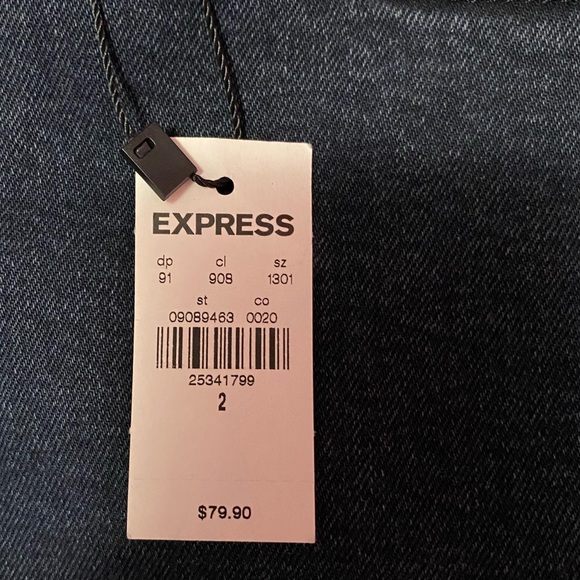 EXPRESS
dp cl sz
91 908 1301
st co
09089463 0020
25341799
2
$79.90